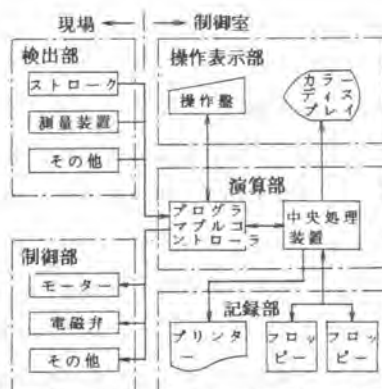 現場 制御室
検出部
ストローク
測量装置
その他
制御部
モーター
電磁弁
その他
操作表示部
操作盤
カラー
ディス
プレイ
演算部
プログラ
マブルコ
ントローラ
中央処理
装置
記録部
プリンタ
ー
フロッ
ピー
フロッ
ピー